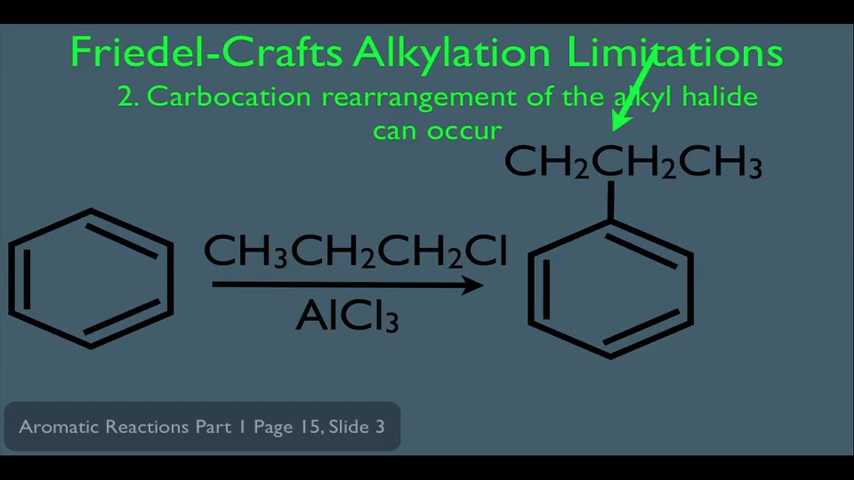 Friedel-Crafts Alkylation Limitations
2. Carbocation rearrangement of the alkyl halide
can occur
CH₂CH₂CH₃
CH₃CH₂CH₂Cl
AlCl₃
Aromatic Reactions Part 1 Page 15, Slide 3